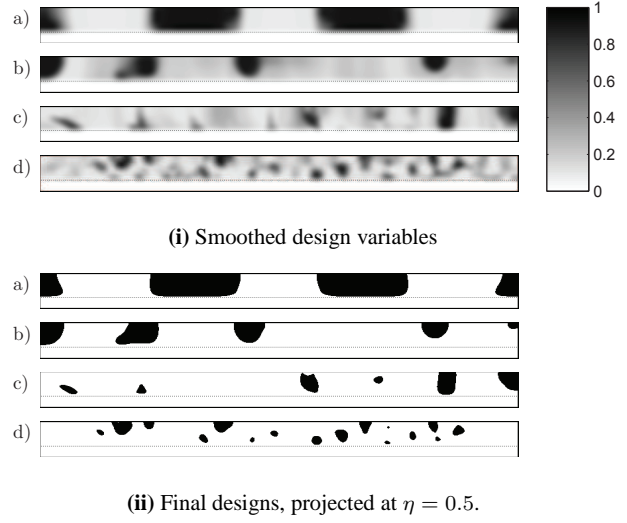 a)
b)
c)
d)
1
0.8
0.6
0.4
0.2
0
(i) Smoothed design variables
a)
b)
c)
d)
(ii) Final designs, projected at η = 0.5.